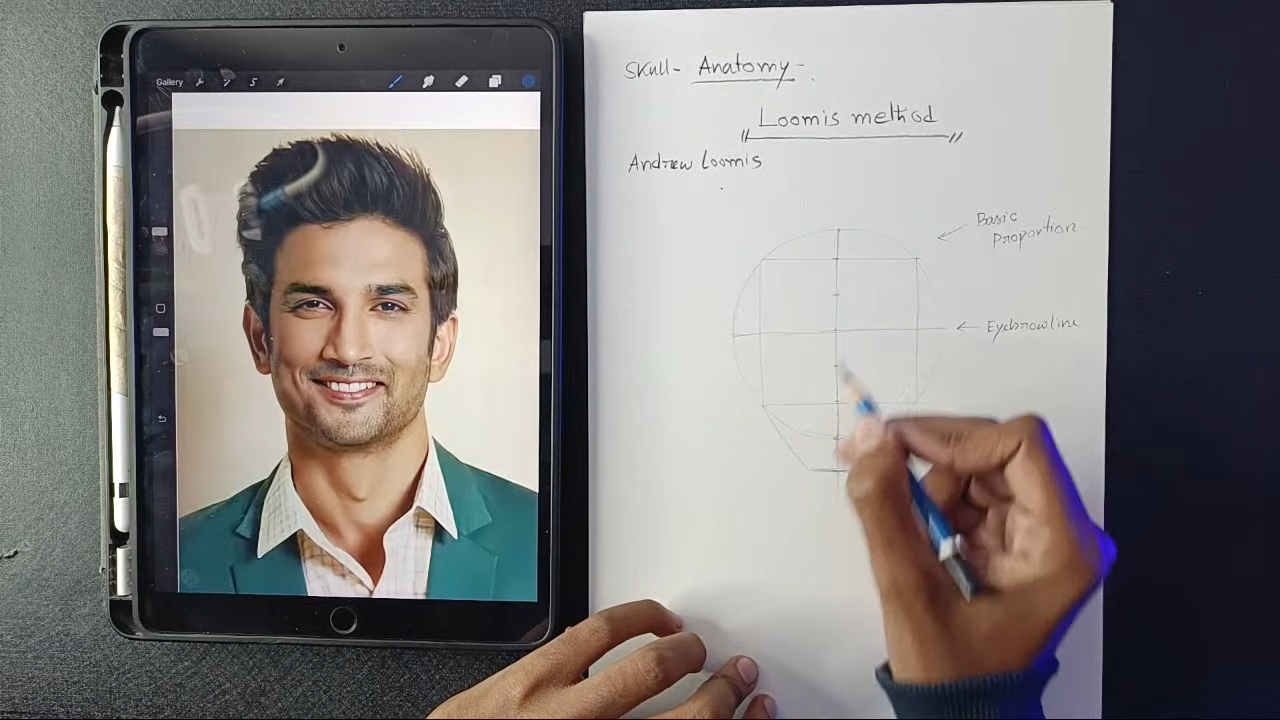 Gallery
Skull- Anatomy-
Loomis method
Andrew Loomis
Basic
Proportion
Eyebrowline